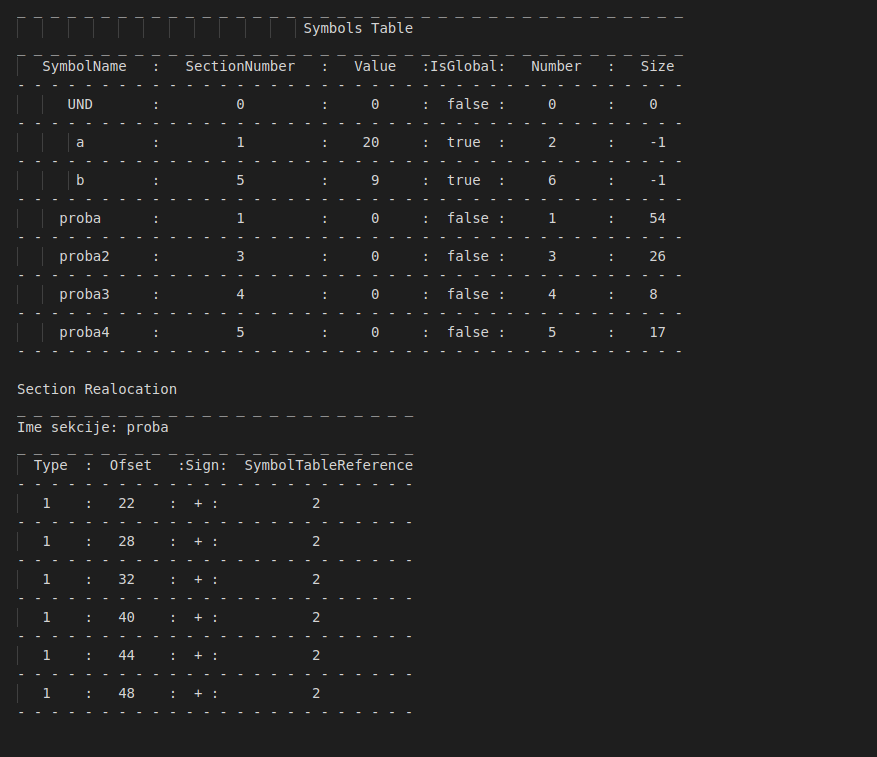 _ _ _ _ _ _ _ _ _ _ _ _ _ _ _ _ _ _ _ _ _ _ _ _ _ _ _ _ _ _ _ _ _ _ _ _ _ _ _ _
Symbols Table
_ _ _ _ _ _ _ _ _ _ _ _ _ _ _ _ _ _ _ _ _ _ _ _ _ _ _ _ _ _ _ _ _ _ _ _ _ _ _ _
SymbolName : SectionNumber : Value :IsGlobal: Number : Size
- - - - - - - - - - - - - - - - - - - - - - - - - - - - - - - - - - - - - - - -
UND : 0 : 0 : false : 0 : 0
- - - - - - - - - - - - - - - - - - - - - - - - - - - - - - - - - - - - - - - -
a : 1 : 20 : true : 2 : -1
- - - - - - - - - - - - - - - - - - - - - - - - - - - - - - - - - - - - - - - -
b : 5 : 9 : true : 6 : -1
- - - - - - - - - - - - - - - - - - - - - - - - - - - - - - - - - - - - - - - -
proba : 1 : 0 : false : 1 : 54
- - - - - - - - - - - - - - - - - - - - - - - - - - - - - - - - - - - - - - - -
proba2 : 3 : 0 : false : 3 : 26
- - - - - - - - - - - - - - - - - - - - - - - - - - - - - - - - - - - - - - - -
proba3 : 4 : 0 : false : 4 : 8
- - - - - - - - - - - - - - - - - - - - - - - - - - - - - - - - - - - - - - - -
proba4 : 5 : 0 : false : 5 : 17
- - - - - - - - - - - - - - - - - - - - - - - - - - - - - - - - - - - - - - - -
Section Realocation
_ _ _ _ _ _ _ _ _ _ _ _ _ _ _ _ _ _ _ _ _ _ _ _
Ime sekcije: proba
_ _ _ _ _ _ _ _ _ _ _ _ _ _ _ _ _ _ _ _ _ _ _ _
Type : Ofset :Sign: SymbolTableReference
- - - - - - - - - - - - - - - - - - - - - - - -
1 : 22 : + : 2
- - - - - - - - - - - - - - - - - - - - - - - -
1 : 28 : + : 2
- - - - - - - - - - - - - - - - - - - - - - - -
1 : 32 : + : 2
- - - - - - - - - - - - - - - - - - - - - - - -
1 : 40 : + : 2
- - - - - - - - - - - - - - - - - - - - - - - -
1 : 44 : + : 2
- - - - - - - - - - - - - - - - - - - - - - - -
1 : 48 : + : 2
- - - - - - - - - - - - - - - - - - - - - - - -